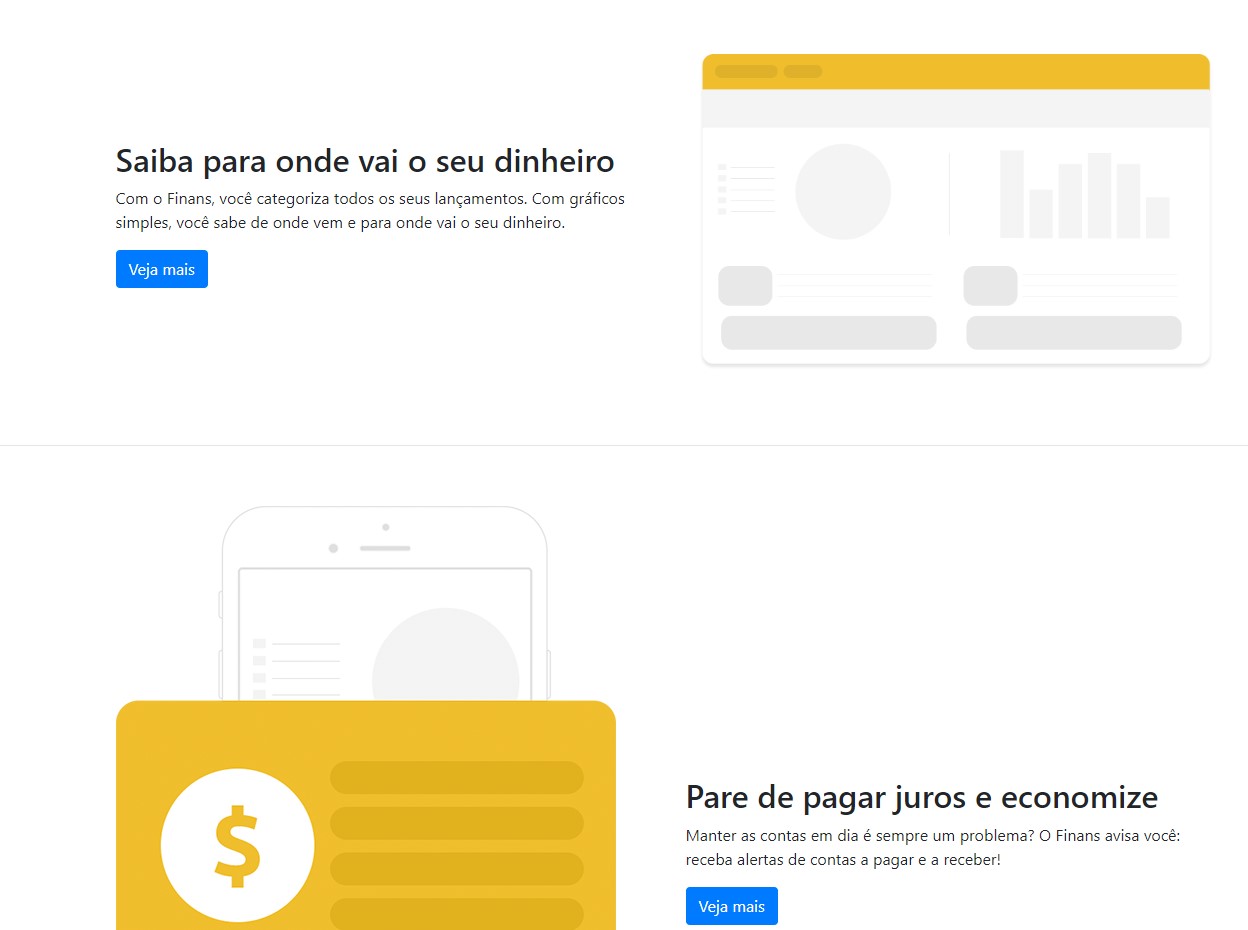 Saiba para onde vai o seu dinheiro
Com o Finans, você categoriza todos os seus lançamentos. Com gráficos
simples, você sabe de onde vem e para onde vai o seu dinheiro.
Veja mais
$
Pare de pagar juros e economize
Manter as contas em dia é sempre um problema? O Finans avisa você:
receba alertas de contas a pagar e a receber!
Veja mais